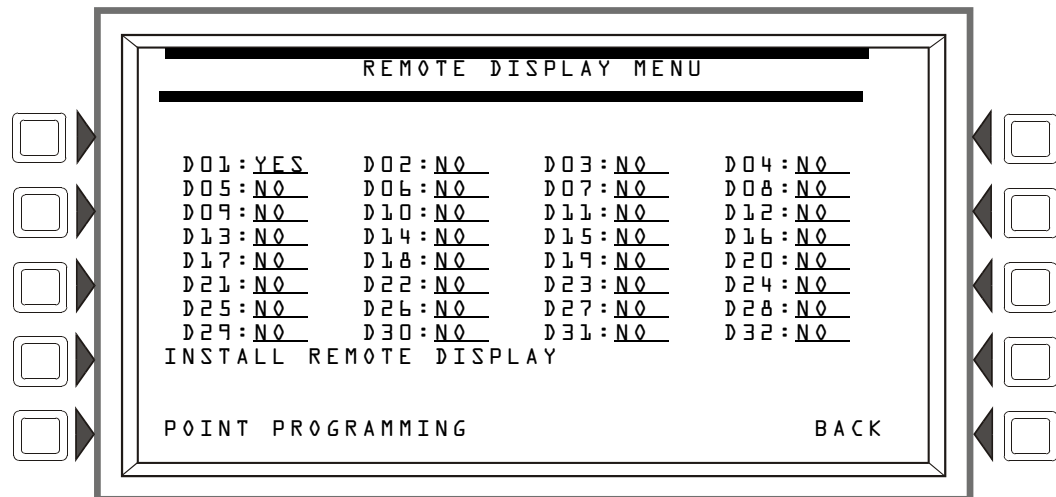 REMOTE DISPLAY MENU
D01:YES D02:NO D03:NO D04:NO
D05:NO D06:NO D07:NO D08:NO
D09:NO D10:NO D11:NO D12:NO
D13:NO D14:NO D15:NO D16:NO
D17:NO D18:NO D19:NO D20:NO
D21:NO D22:NO D23:NO D24:NO
D25:NO D26:NO D27:NO D28:NO
D29:NO D30:NO D31:NO D32:NO
INSTALL REMOTE DISPLAY
POINT PROGRAMMING BACK